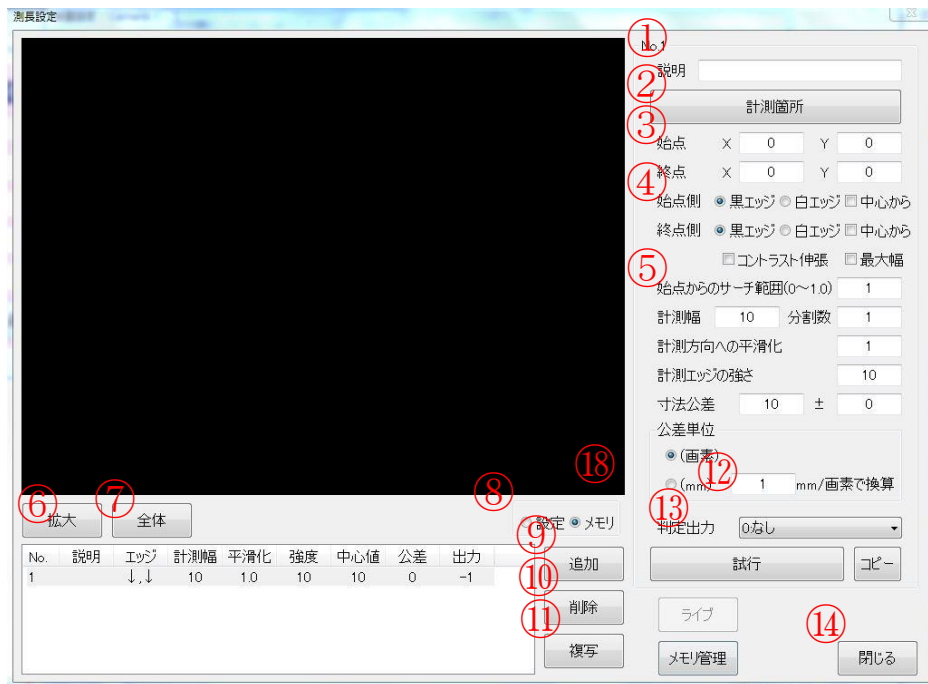 測長設定
①
No.1
説明
②
計測箇所
③
始点 X 0 Y 0
終点 X 0 Y 0
④
始点側 黒エッジ 白エッジ 中心から
終点側 黒エッジ 白エッジ 中心から
コントラスト伸張 最大幅
⑤
始点からのサーチ範囲(0～1.0) 1
計測幅 10 分割数 1
計測方向への平滑化 1
計測エッジの強さ 10
寸法公差 10 ± 0
公差単位
(画素)
⑫
(mm) 1 mm/画素で換算
⑬
判定出力 0:なし
試行 コピー
ライブ
⑭
メモリ管理 閉じる
⑱
⑥ ⑦ ⑧
拡大 全体 設定 メモリ
No. 説明 エッジ 計測幅 平滑化 強度 中心値 公差 出力
1 ↓,↓ 10 1.0 10 10 0 -1
⑨
追加
⑩
削除
⑪
複写